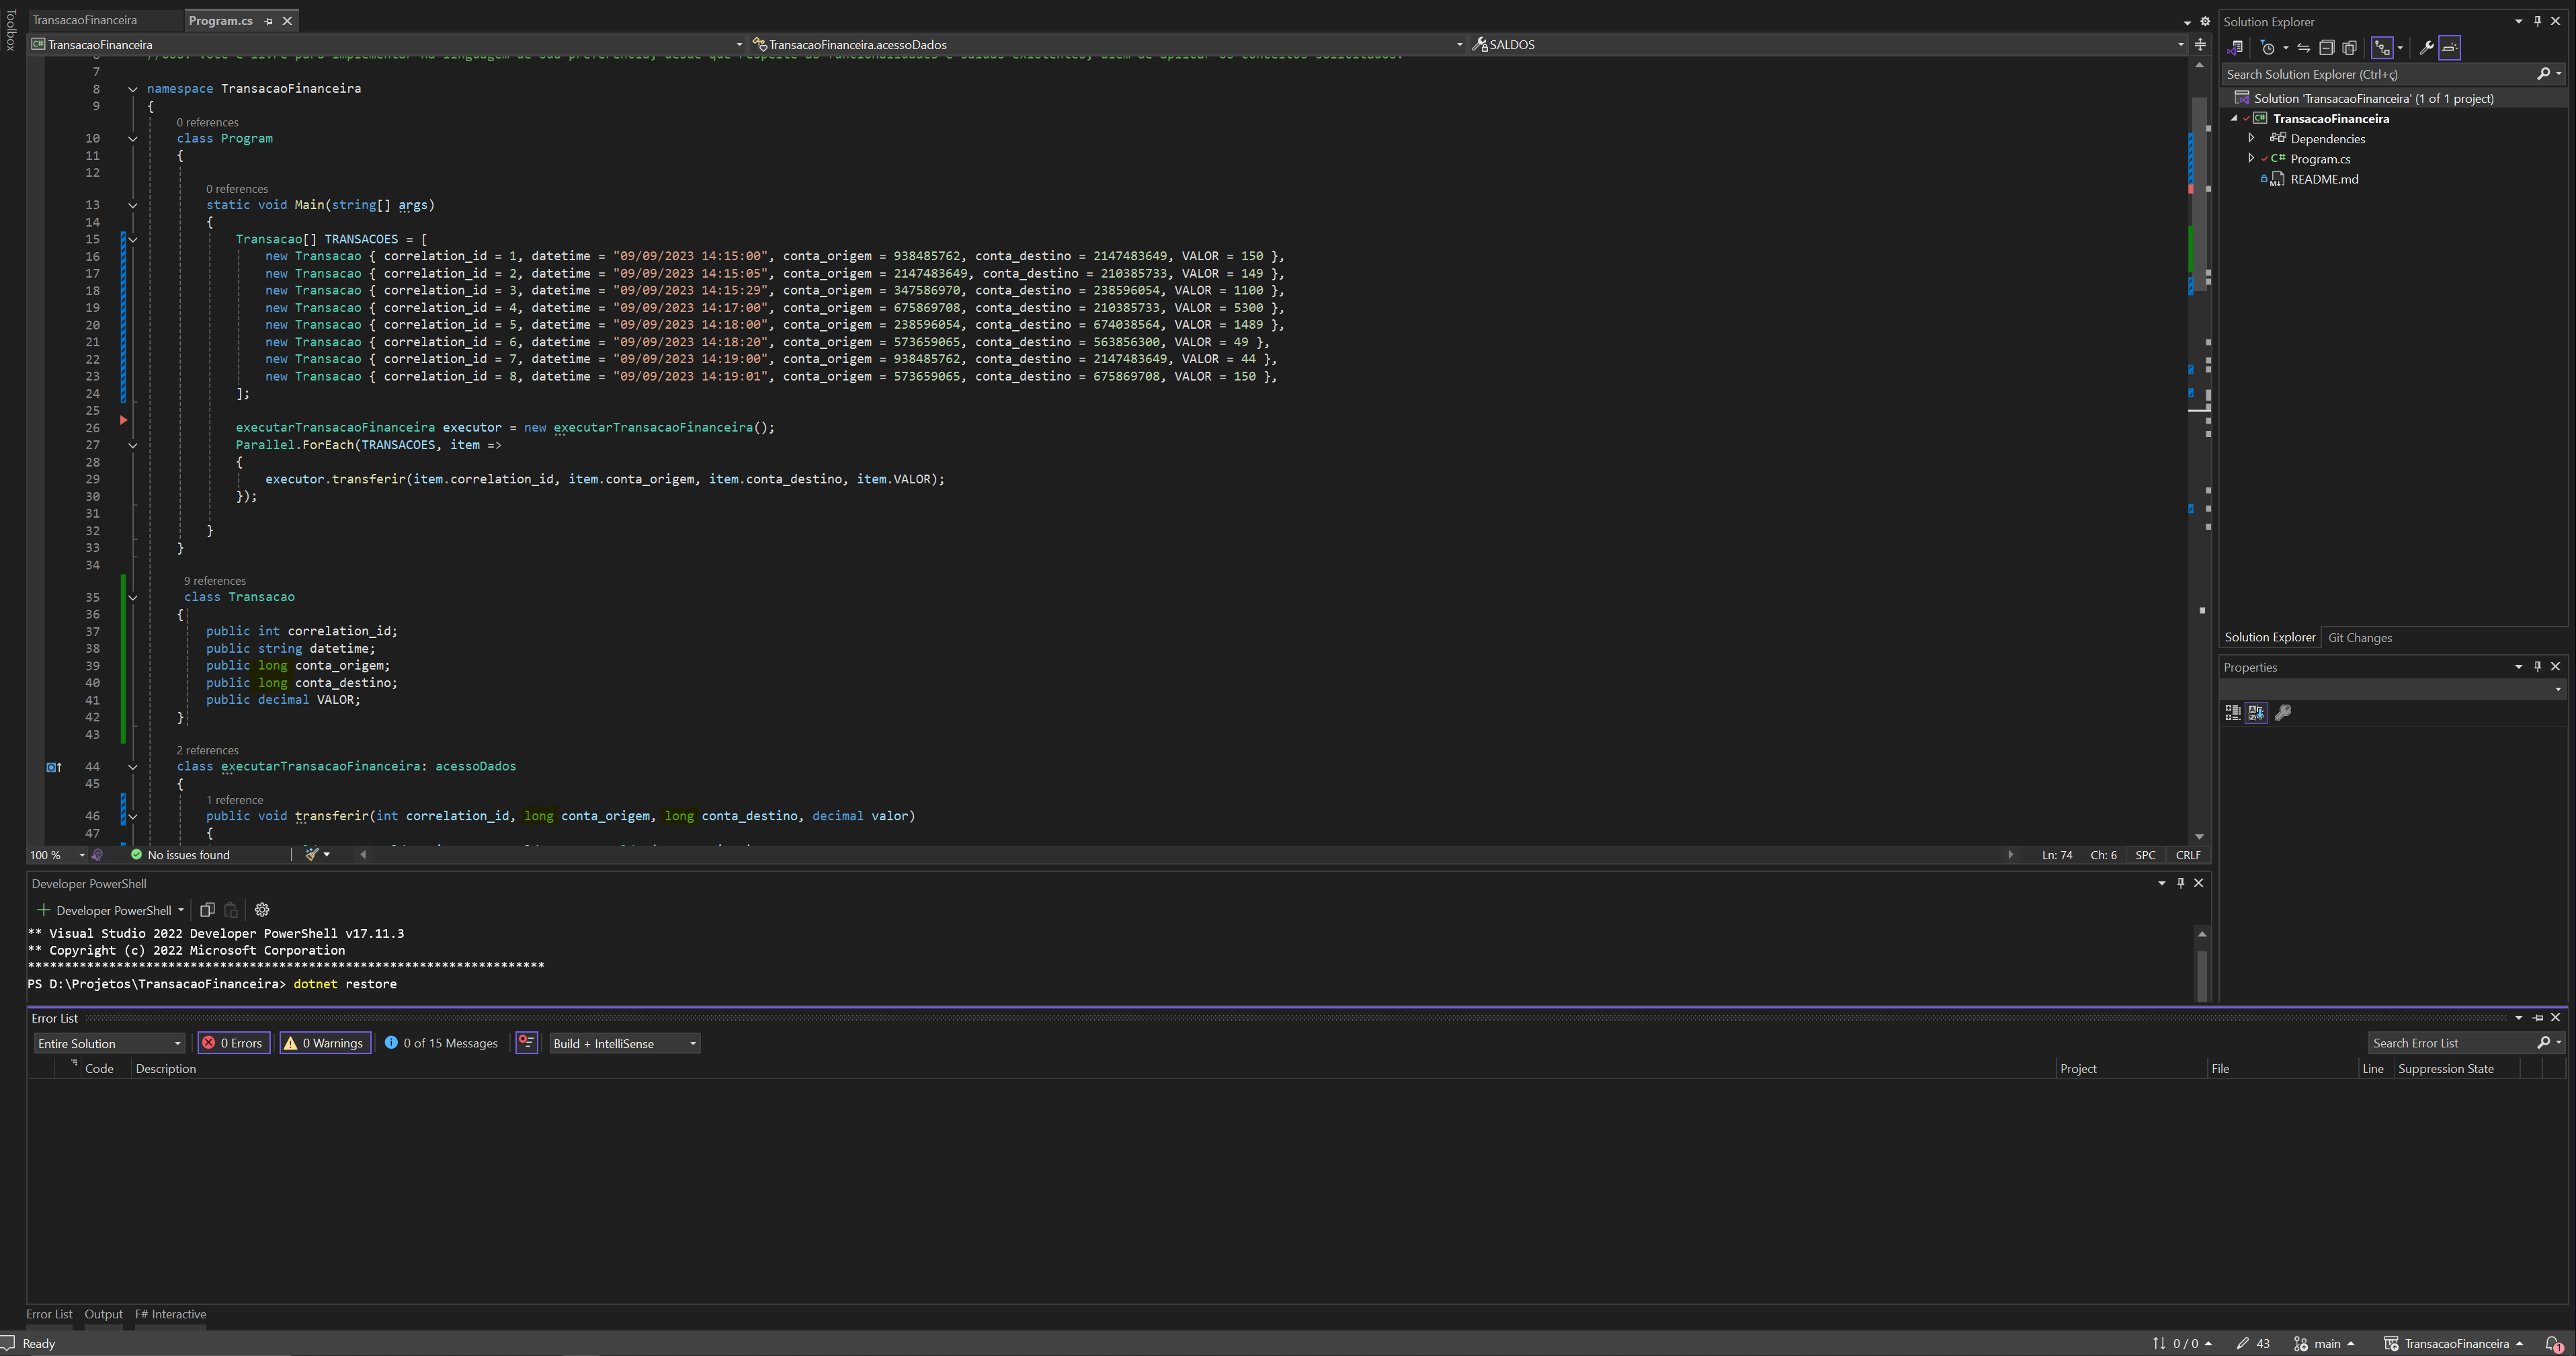 Toolbox
TransacaoFinanceira
Program.cs
TransacaoFinanceira
TransacaoFinanceira.acessoDados
SALDOS
7
8 namespace TransacaoFinanceira
9 {
0 references
10 class Program
11 {
12
0 references
13 static void Main(string[] args)
14 {
15 Transacao[] TRANSACOES = [
16 new Transacao { correlation_id = 1, datetime = "09/09/2023 14:15:00", conta_origem = 938485762, conta_destino = 2147483649, VALOR = 150 },
17 new Transacao { correlation_id = 2, datetime = "09/09/2023 14:15:05", conta_origem = 2147483649, conta_destino = 210385733, VALOR = 149 },
18 new Transacao { correlation_id = 3, datetime = "09/09/2023 14:15:29", conta_origem = 347586970, conta_destino = 238596054, VALOR = 1100 },
19 new Transacao { correlation_id = 4, datetime = "09/09/2023 14:17:00", conta_origem = 675869708, conta_destino = 210385733, VALOR = 5300 },
20 new Transacao { correlation_id = 5, datetime = "09/09/2023 14:18:00", conta_origem = 238596054, conta_destino = 674038564, VALOR = 1489 },
21 new Transacao { correlation_id = 6, datetime = "09/09/2023 14:18:20", conta_origem = 573659065, conta_destino = 563856300, VALOR = 49 },
22 new Transacao { correlation_id = 7, datetime = "09/09/2023 14:19:00", conta_origem = 938485762, conta_destino = 2147483649, VALOR = 44 },
23 new Transacao { correlation_id = 8, datetime = "09/09/2023 14:19:01", conta_origem = 573659065, conta_destino = 675869708, VALOR = 150 },
24 ];
25
26 executarTransacaoFinanceira executor = new executarTransacaoFinanceira();
27 Parallel.ForEach(TRANSACOES, item =>
28 {
29 executor.transferir(item.correlation_id, item.conta_origem, item.conta_destino, item.VALOR);
30 });
31
32 }
33 }
34
9 references
35 class Transacao
36 {
37 public int correlation_id;
38 public string datetime;
39 public long conta_origem;
40 public long conta_destino;
41 public decimal VALOR;
42 }
43
2 references
44 class executarTransacaoFinanceira: acessoDados
45 {
1 reference
46 public void transferir(int correlation_id, long conta_origem, long conta_destino, decimal valor)
47 {
100 %
No issues found
Ln: 74 Ch: 6 SPC CRLF
Developer PowerShell
Developer PowerShell
** Visual Studio 2022 Developer PowerShell v17.11.3
** Copyright (c) 2022 Microsoft Corporation
**********************************************************************
PS D:\Projetos\TransacaoFinanceira> dotnet restore
Error List
Entire Solution
0 Errors
0 Warnings
0 of 15 Messages
Build + IntelliSense
Search Error List
Code Description Project File Line Suppression State
Error List Output F# Interactive
Ready
0 / 0
43
main
TransacaoFinanceira
1
Solution Explorer
Search Solution Explorer (Ctrl+ç)
Solution 'TransacaoFinanceira' (1 of 1 project)
C# TransacaoFinanceira
Dependencies
C# Program.cs
README.md
Solution Explorer Git Changes
Properties